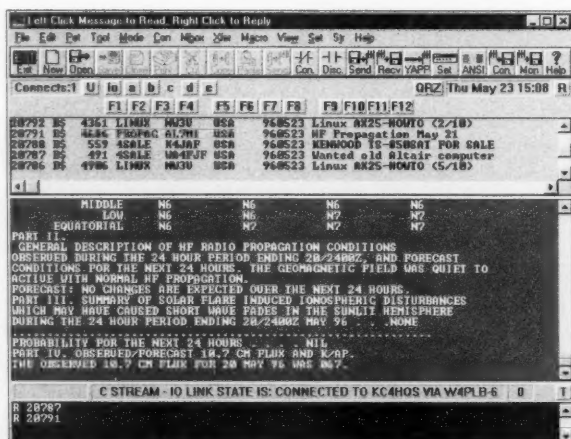 Left Click Message to Read, Right Click to Reply
File Edit Pet Tool Mode Con Nbox Xfer Macro View Set Sp Help
Exit New Open Con. Disc. Send Recv YAPP Set ANSI Con. Mon Help
Connects:1 U Io a b c d e QRZ Thu May 23 15:08 R
F1 F2 F3 F4 F5 F6 F7 F8 F9 F10 F11 F12
20792 B$ 4361 LINUX WW3U USA 960523 Linux AX25-HOWTO (2/10)
20791 B$ 4686 PROPAG USA 960523 HF Propagation May 21
20788 B$ 559 4SALE K4JAF USA 960523 KENWOOD TS-850SAT FOR SALE
20787 B$ 491 4SALE WA4PJF USA 960523 Wanted old Altair computer
20786 B$ 4986 LINUX WW3U USA 960523 Linux AX25-HOWTO (5/10)
MIDDLE N6 N6 N6 N6
LOW N6 N7 N7 N7
EQUATORIAL N6 N7 N7 N7
PART II.
GENERAL DESCRIPTION OF HF RADIO PROPAGATION CONDITIONS
OBSERVED DURING THE 24 HOUR PERIOD ENDING 20/2400Z, AND FORECAST
CONDITIONS FOR THE NEXT 24 HOURS. THE GEOMAGNETIC FIELD WAS QUIET TO
ACTIVE WITH NORMAL HF PROPAGATION.
FORECAST: NO CHANGES ARE EXPECTED OVER THE NEXT 24 HOURS.
PART III. SUMMARY OF SOLAR FLARE INDUCED IONOSPHERIC DISTURBANCES
WHICH MAY HAVE CAUSED SHORT WAVE FADES IN THE SUNLIT HEMISPHERE
DURING THE 24 HOUR PERIOD ENDING 20/2400Z MAY 96 . . .NONE
PROBABILITY FOR THE NEXT 24 HOURS . . . . NIL
PART IV. OBSERVED/FORECAST 10.7 CM FLUX AND K/AP.
THE OBSERVED 10.7 CM FLUX FOR 20 MAY 96 WAS 067.
C STREAM - IO LINK STATE IS: CONNECTED TO KC4HOS VIA W4PLB-6 0 T
R 20787
R 20791